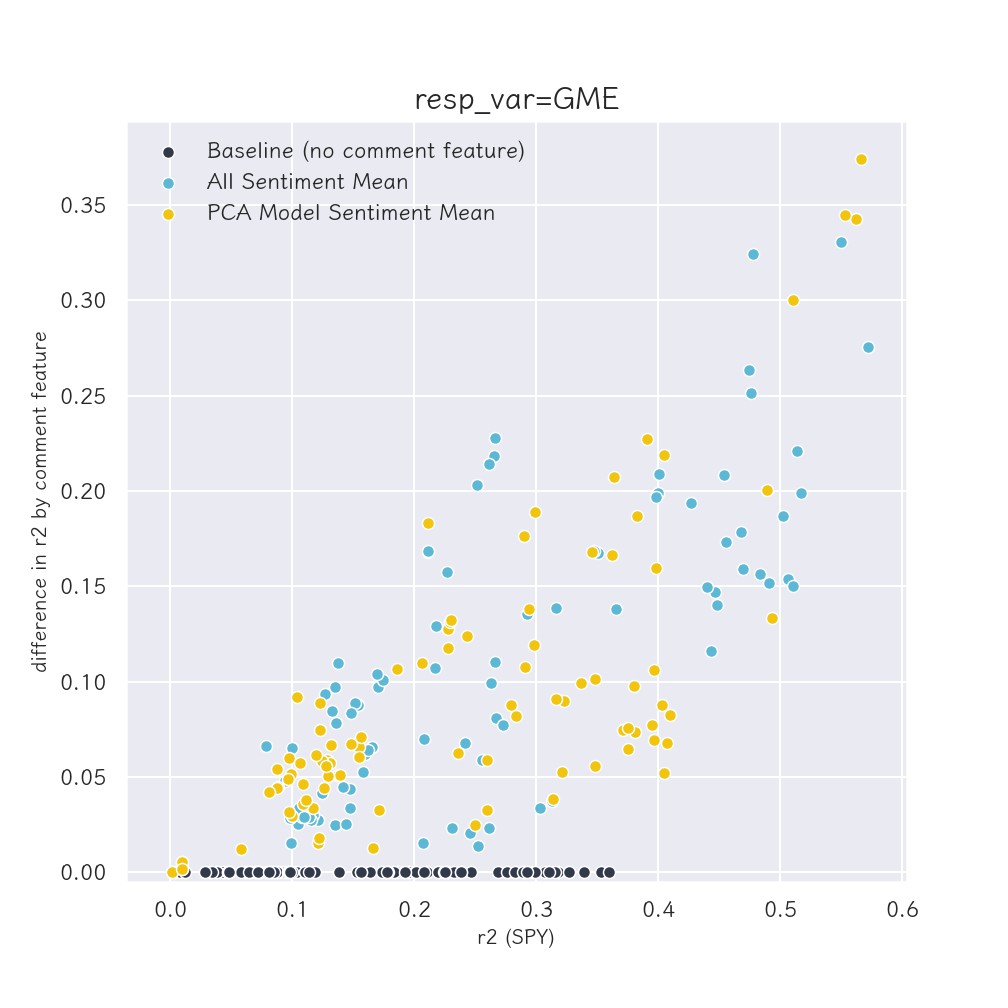 resp_var=GME
Baseline (no comment feature)
All Sentiment Mean
PCA Model Sentiment Mean
difference in r2 by comment feature
0.35
0.30
0.25
0.20
0.15
0.10
0.05
0.00
0.0 0.1 0.2 0.3 0.4 0.5 0.6
r2 (SPY)